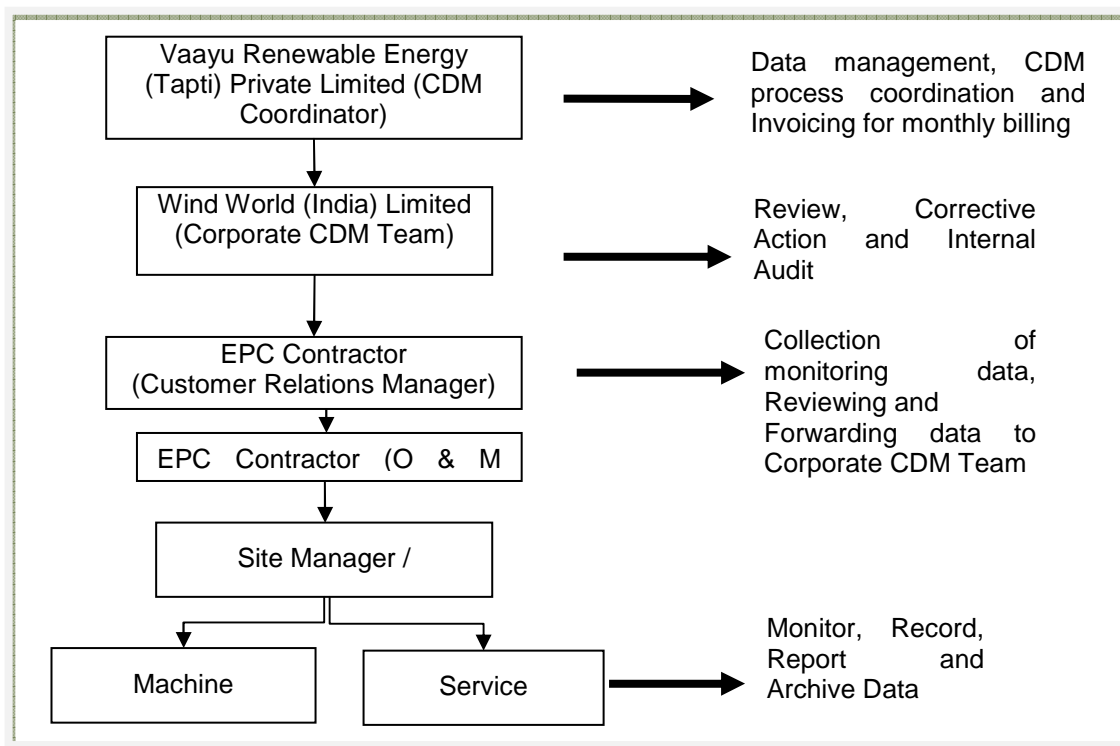 Vaayu Renewable Energy
(Tapti) Private Limited (CDM
Coordinator)
Data management, CDM
process coordination and
Invoicing for monthly billing
Wind World (India) Limited
(Corporate CDM Team)
Review, Corrective
Action and Internal
Audit
EPC Contractor
(Customer Relations Manager)
Collection of
monitoring data,
Reviewing and
Forwarding data to
Corporate CDM Team
EPC Contractor (O & M
Site Manager /
Machine
Service
Monitor, Record,
Report and
Archive Data